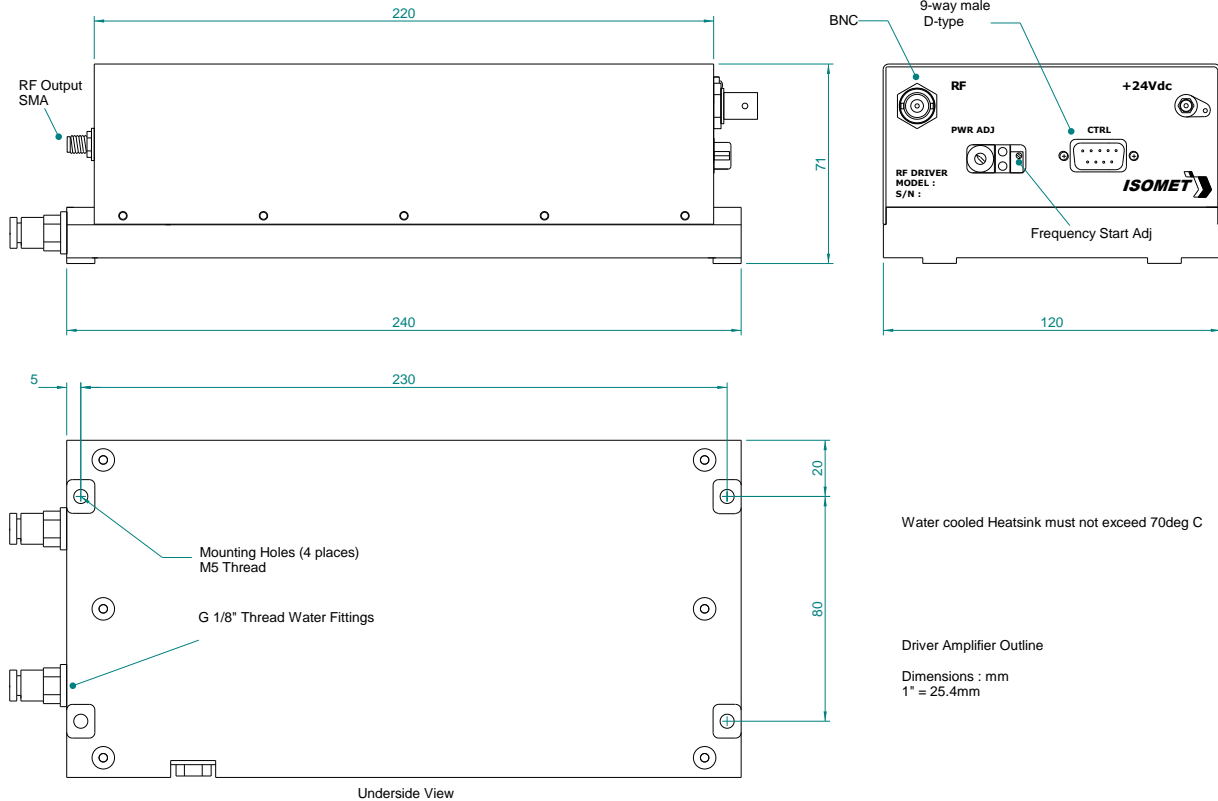 220
RF Output
SMA
71
240
BNC
9-way male
D-type
RF
+24Vdc
PWR ADJ
CTRL
RF DRIVER
MODEL :
S/N :
ISOMET
Frequency Start Adj
120
5
230
20
80
Mounting Holes (4 places)
M5 Thread
G 1/8" Thread Water Fittings
Underside View
Water cooled Heatsink must not exceed 70deg C
Driver Amplifier Outline
Dimensions : mm
1" = 25.4mm